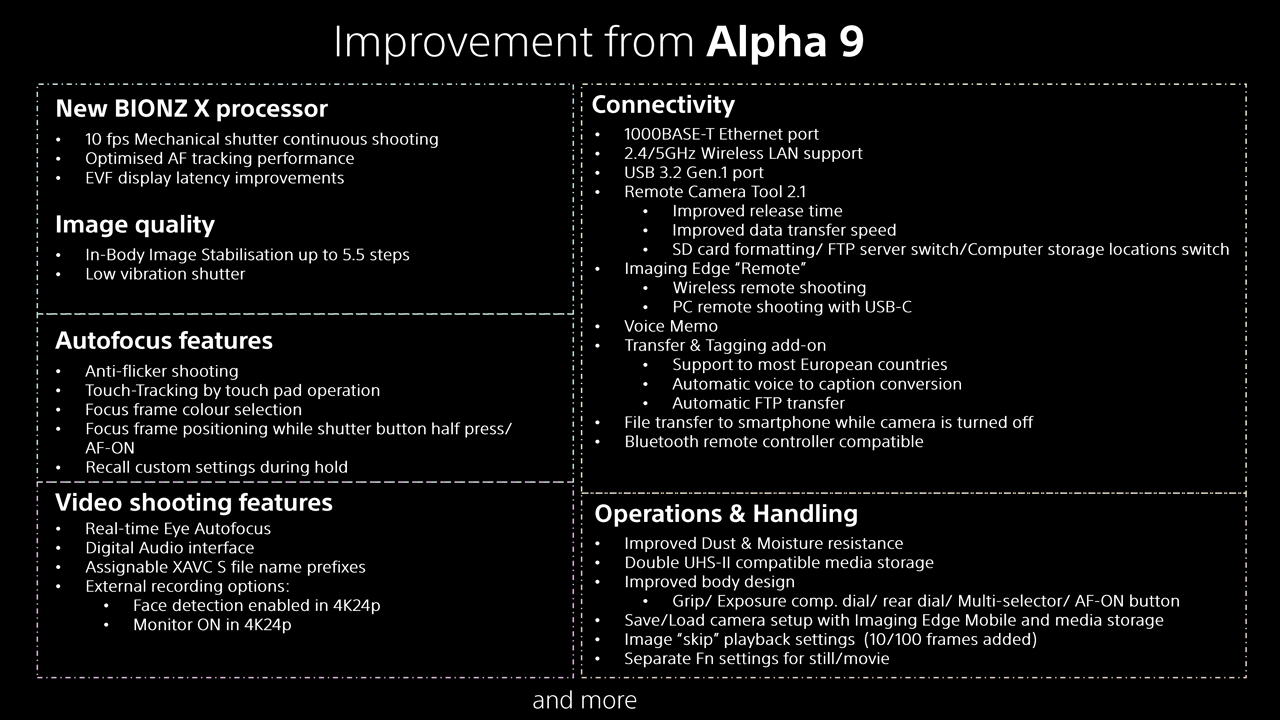 Improvement from Alpha 9
New BIONZ X processor
• 10 fps Mechanical shutter continuous shooting
• Optimised AF tracking performance
• EVF display latency improvements
Image quality
• In-Body Image Stabilisation up to 5.5 steps
• Low vibration shutter
Autofocus features
• Anti-flicker shooting
• Touch-Tracking by touch pad operation
• Focus frame colour selection
• Focus frame positioning while shutter button half press/
AF-ON
• Recall custom settings during hold
Video shooting features
• Real-time Eye Autofocus
• Digital Audio interface
• Assignable XAVC S file name prefixes
• External recording options:
• Face detection enabled in 4K24p
• Monitor ON in 4K24p
Connectivity
• 1000BASE-T Ethernet port
• 2.4/5GHz Wireless LAN support
• USB 3.2 Gen.1 port
• Remote Camera Tool 2.1
• Improved release time
• Improved data transfer speed
• SD card formatting/ FTP server switch/Computer storage locations switch
• Imaging Edge “Remote”
• Wireless remote shooting
• PC remote shooting with USB-C
• Voice Memo
• Transfer & Tagging add-on
• Support to most European countries
• Automatic voice to caption conversion
• Automatic FTP transfer
• File transfer to smartphone while camera is turned off
• Bluetooth remote controller compatible
Operations & Handling
• Improved Dust & Moisture resistance
• Double UHS-II compatible media storage
• Improved body design
• Grip/ Exposure comp. dial/ rear dial/ Multi-selector/ AF-ON button
• Save/Load camera setup with Imaging Edge Mobile and media storage
• Image “skip” playback settings (10/100 frames added)
• Separate Fn settings for still/movie
and more